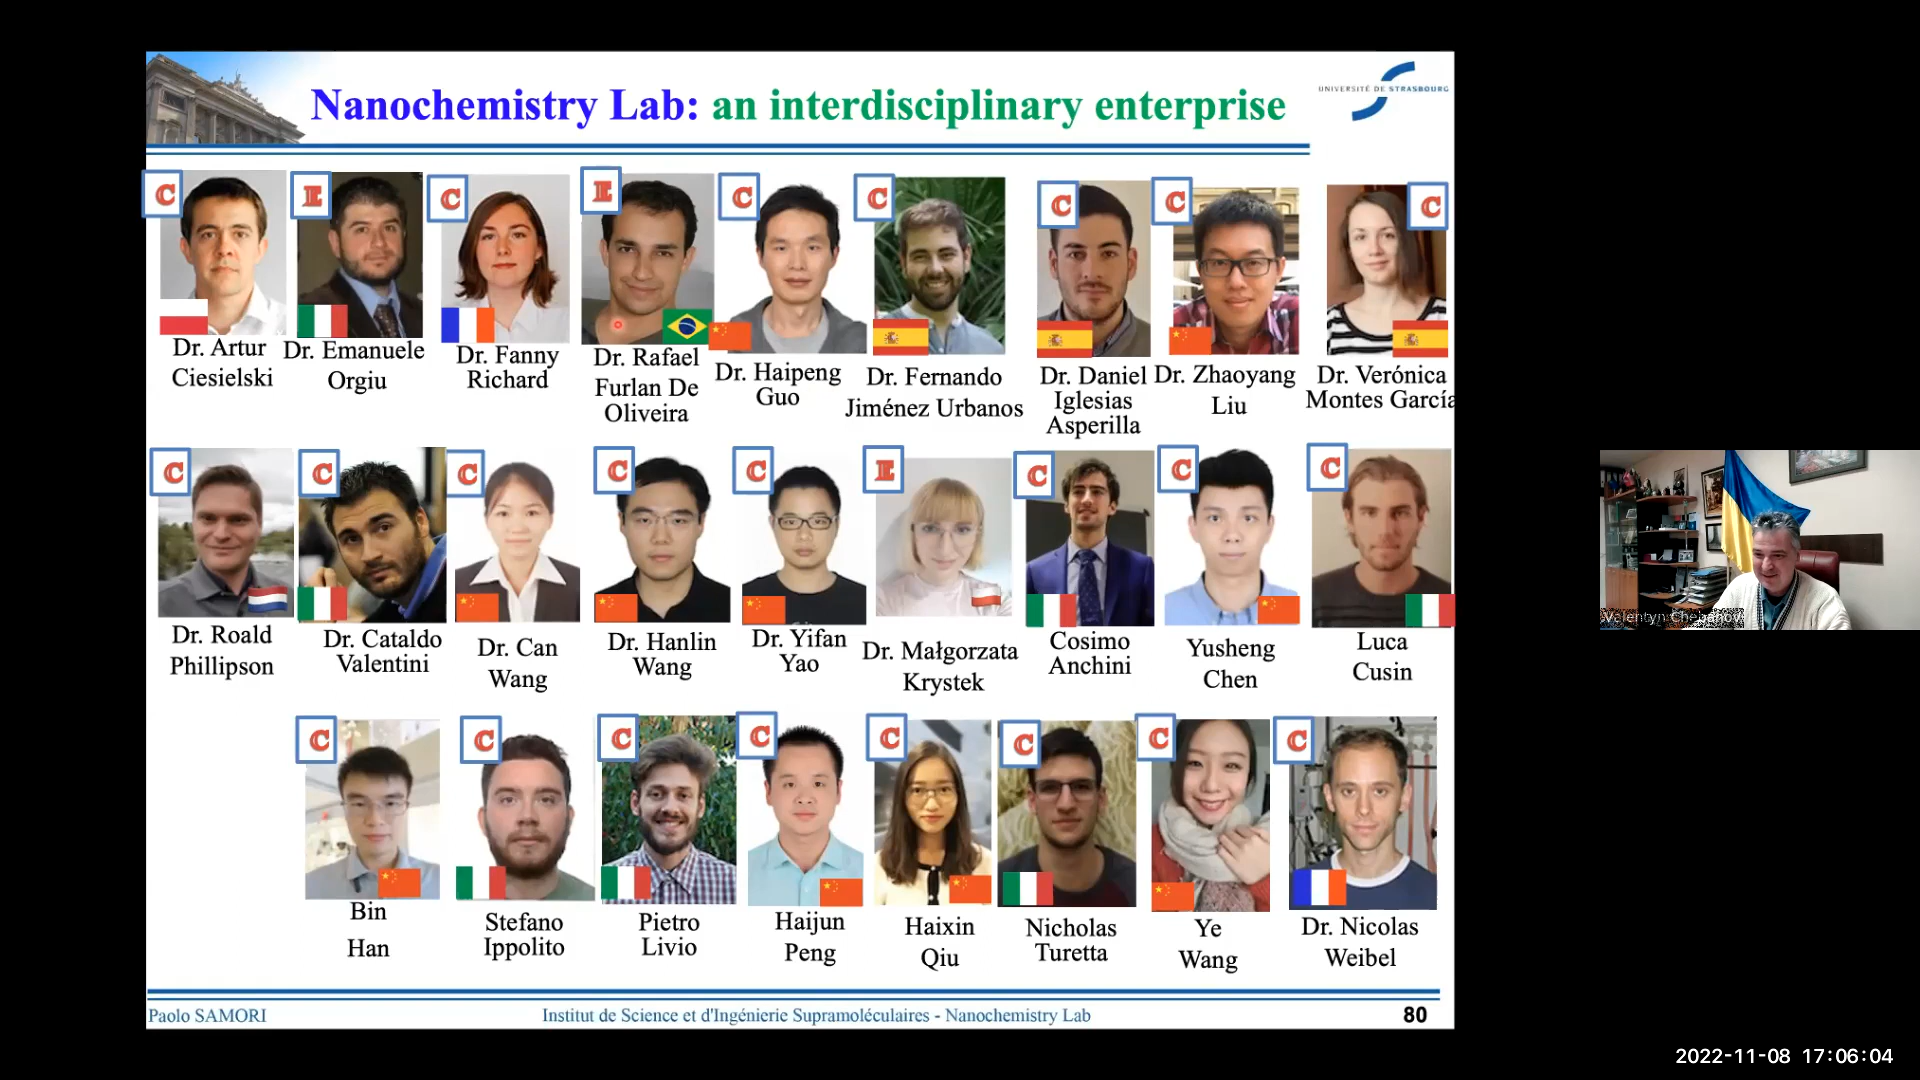 Nanochemistry Lab: an interdisciplinary enterprise
UNIVERSITÉ DE STRASBOURG
C
E
C
E
C
C
C
C
C
Dr. Artur
Ciesielski
Dr. Emanuele
Orgiu
Dr. Fanny
Richard
Dr. Rafael
Furlan De
Oliveira
Dr. Haipeng
Guo
Dr. Fernando
Jiménez Urbanos
Dr. Daniel
Iglesias
Asperilla
Dr. Zhaoyang
Liu
Dr. Verónica
Montes García
C
C
C
C
C
E
C
C
C
Dr. Roald
Phillipson
Dr. Cataldo
Valentini
Dr. Can
Wang
Dr. Hanlin
Wang
Dr. Yifan
Yao
Dr. Małgorzata
Krystek
Cosimo
Anchini
Yusheng
Chen
Luca
Cusin
C
C
C
C
C
C
C
C
Bin
Han
Stefano
Ippolito
Pietro
Livio
Haijun
Peng
Haixin
Qiu
Nicholas
Turetta
Ye
Wang
Dr. Nicolas
Weibel
Paolo SAMORI
Institut de Science et d'Ingénierie Supramoléculaires - Nanochemistry Lab
80
Valentyn Chebanov
2022-11-08 17:06:04